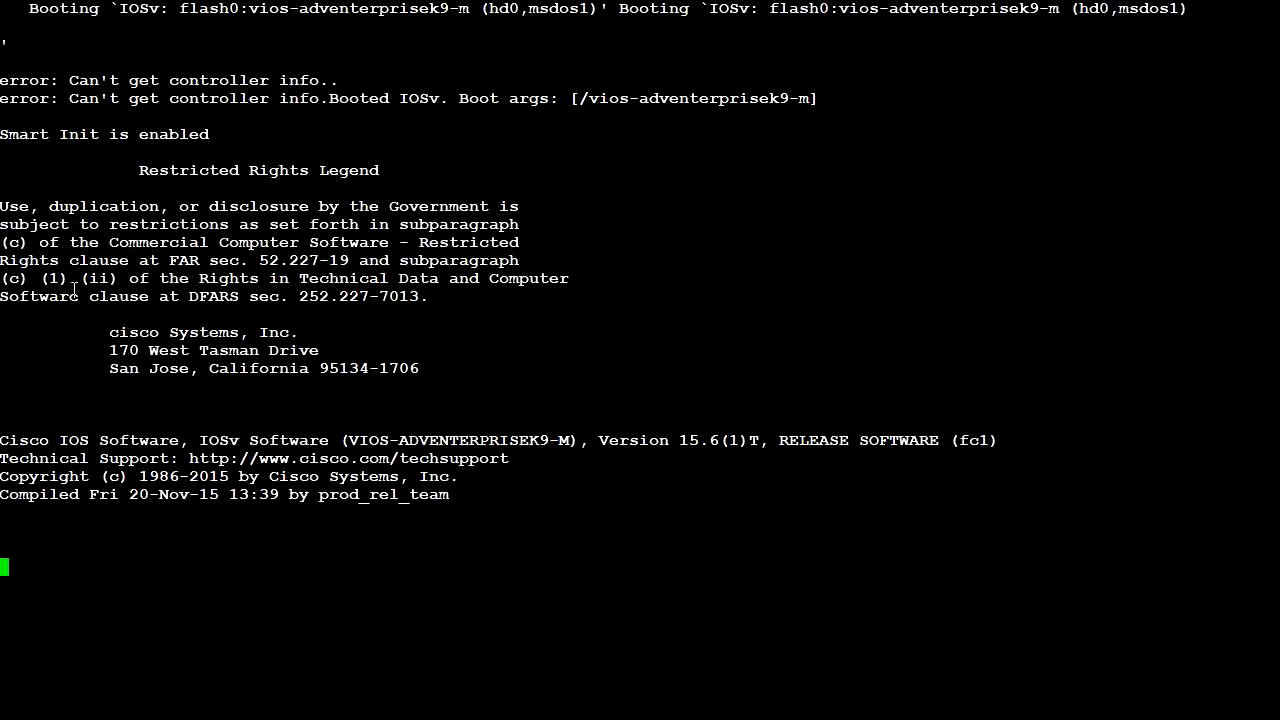 Booting `IOSv: flash0:vios-adventerprisek9-m (hd0,msdos1)' Booting `IOSv: flash0:vios-adventerprisek9-m (hd0,msdos1)
'
error: Can't get controller info..
error: Can't get controller info.Booted IOSv. Boot args: [/vios-adventerprisek9-m]
Smart Init is enabled
Restricted Rights Legend
Use, duplication, or disclosure by the Government is
subject to restrictions as set forth in subparagraph
(c) of the Commercial Computer Software - Restricted
Rights clause at FAR sec. 52.227-19 and subparagraph
(c) (1) (ii) of the Rights in Technical Data and Computer
Software clause at DFARS sec. 252.227-7013.
cisco Systems, Inc.
170 West Tasman Drive
San Jose, California 95134-1706
Cisco IOS Software, IOSv Software (VIOS-ADVENTERPRISEK9-M), Version 15.6(1)T, RELEASE SOFTWARE (fc1)
Technical Support: http://www.cisco.com/techsupport
Copyright (c) 1986-2015 by Cisco Systems, Inc.
Compiled Fri 20-Nov-15 13:39 by prod_rel_team